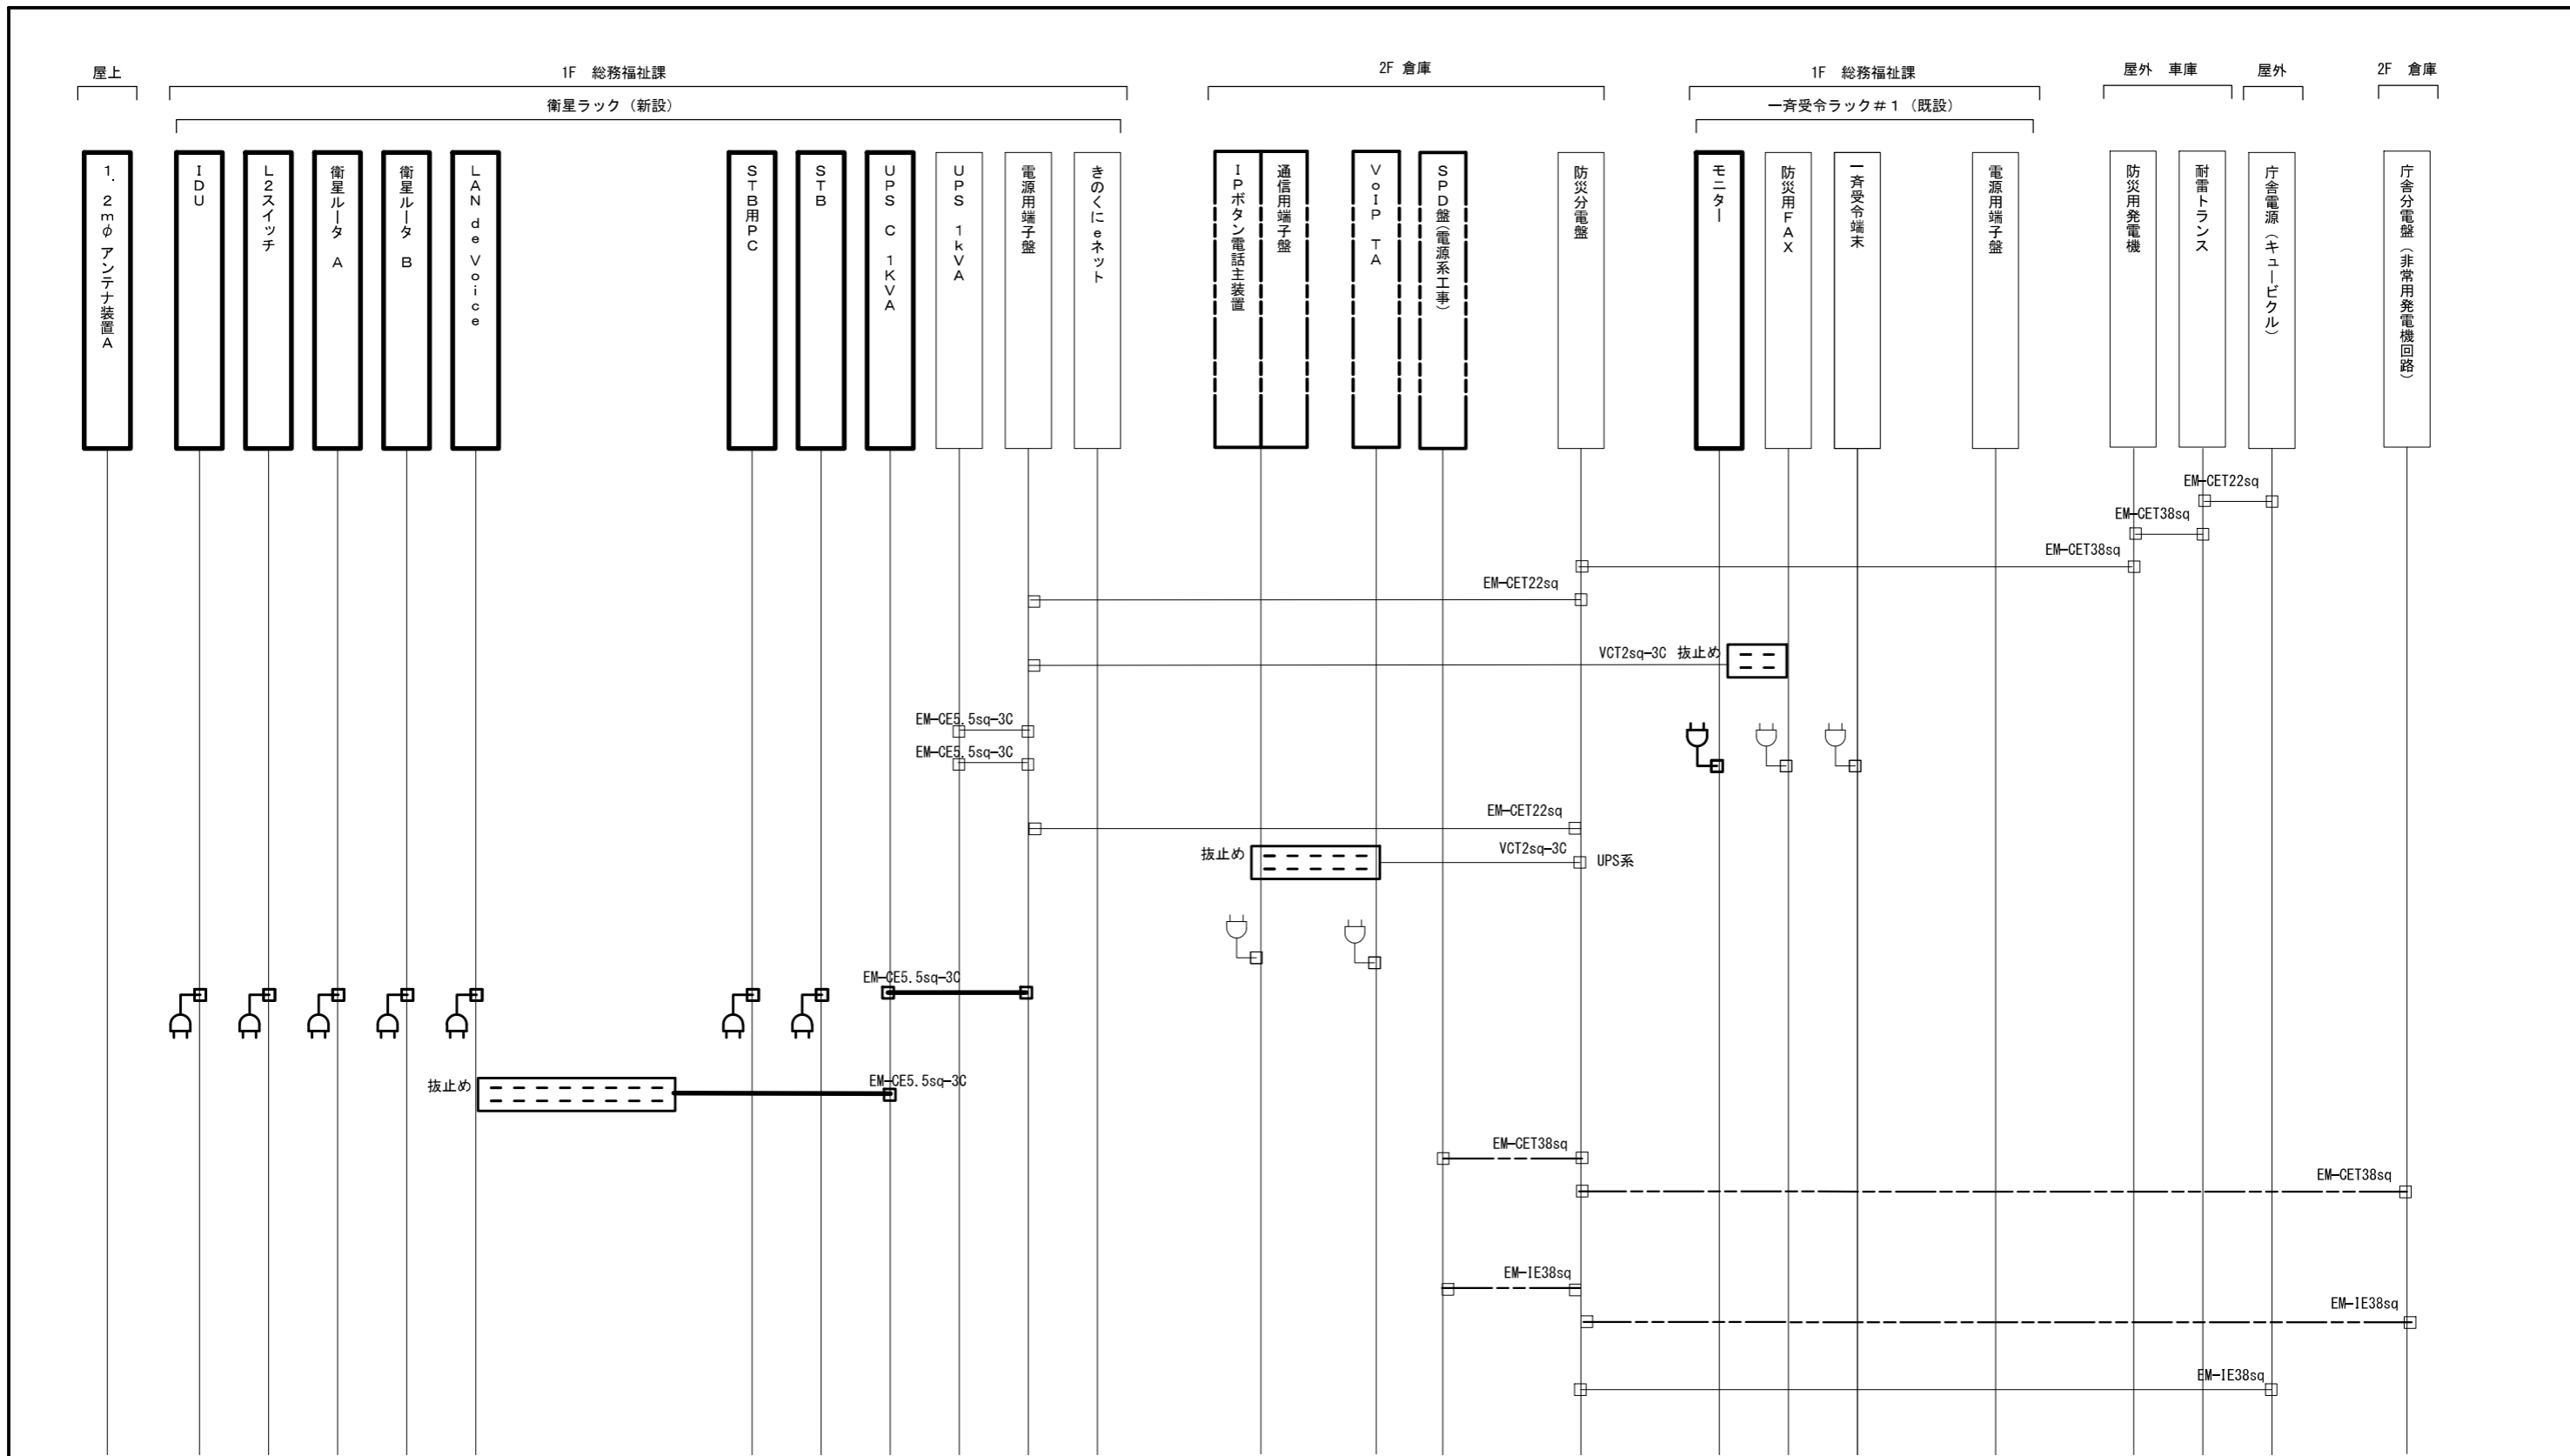 屋上
1F 総務福祉課
2F 倉庫
1F 総務福祉課
屋外 車庫
屋外
2F 倉庫
衛星ラック（新設）
一斉受令ラック＃１（既設）
１．２ｍφ アンテナ装置Ａ
ＩＤＵ
Ｌ２スイッチ
衛星ルータ Ａ
衛星ルータ Ｂ
ＬＡＮ ｄｅ Ｖｏｉｃｅ
ＳＴＢ用ＰＣ
ＳＴＢ
ＵＰＳ Ｃ １ＫＶＡ
ＵＰＳ １ｋＶＡ
電源用端子盤
きのくにｅネット
ＩＰボタン電話主装置
通信用端子盤
ＶｏＩＰ ＴＡ
ＳＰＤ盤（電源系工事）
防災分電盤
モニター
防災用ＦＡＸ
一斉受令端末
電源用端子盤
防災用発電機
耐雷トランス
庁舎電源（キュービクル）
庁舎分電盤（非常用発電機回路）
EM-CET22sq
EM-CET38sq
EM-CET38sq
EM-CET22sq
VCT2sq-3C 抜止め
EM-CE5.5sq-3C
EM-CE5.5sq-3C
EM-CET22sq
抜止め
VCT2sq-3C
UPS系
EM-CE5.5sq-3C
抜止め
EM-CE5.5sq-3C
EM-CET38sq
EM-CET38sq
EM-IE38sq
EM-IE38sq
EM-IE38sq